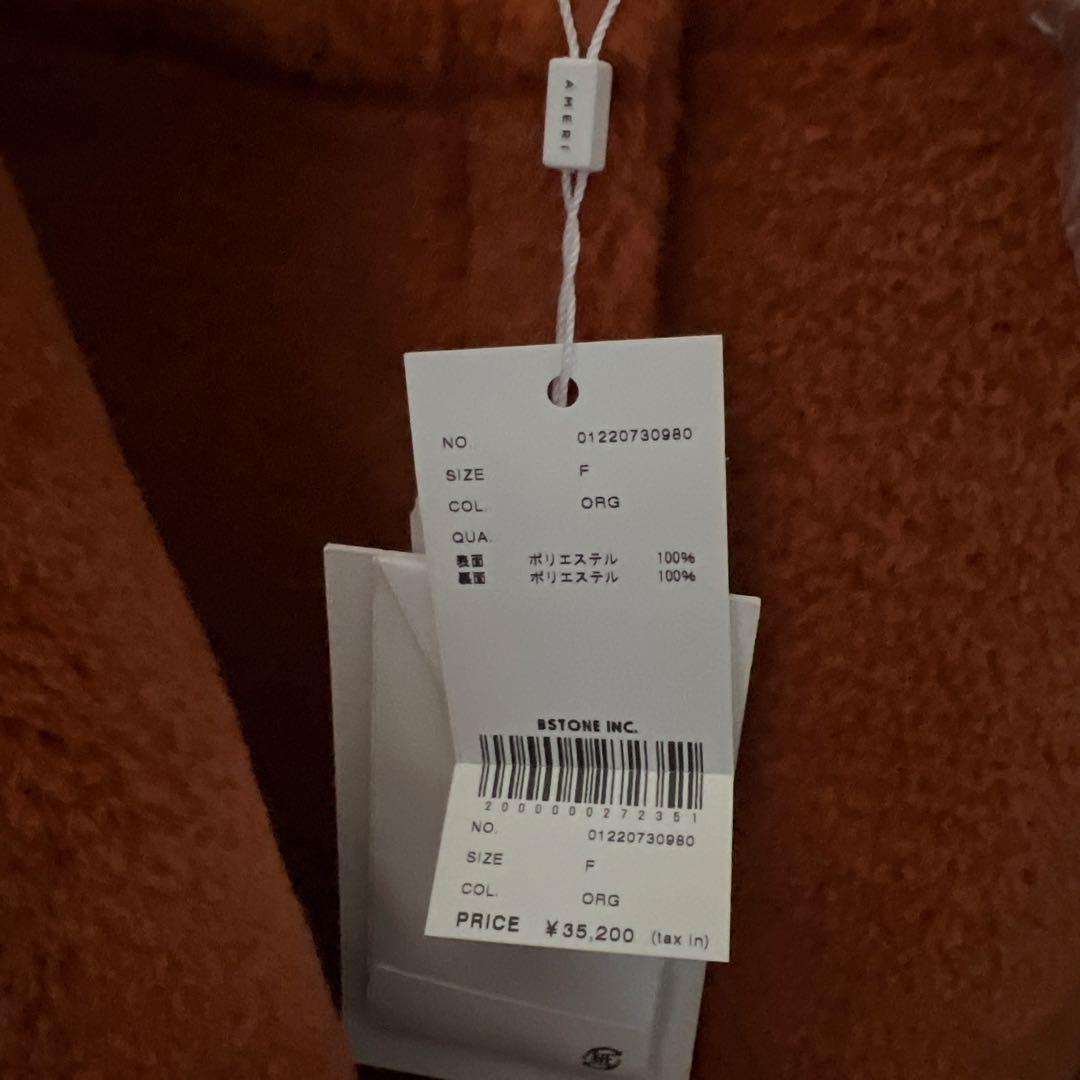 AMERI
NO. 01220730980
SIZE F
COL. ORG
QUA.
表面 ポリエステル 100%
裏面 ポリエステル 100%
BSTONE INC.
2000000272351
NO. 01220730980
SIZE F
COL. ORG
PRICE ¥35,200 (tax in)